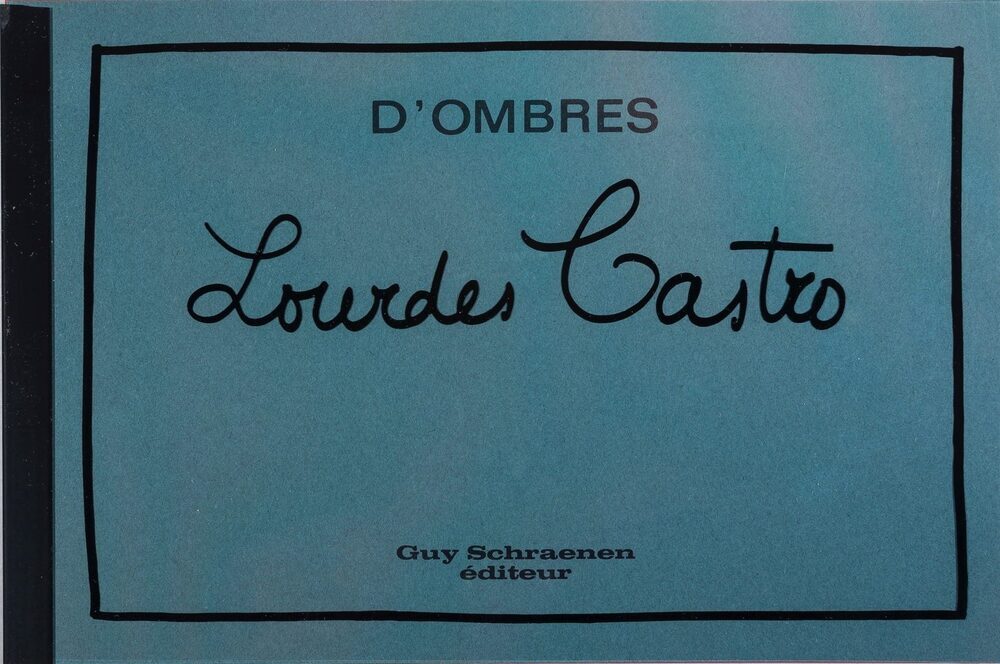 D'OMBRES
Lourdes Castro
Guy Schraenen
éditeur